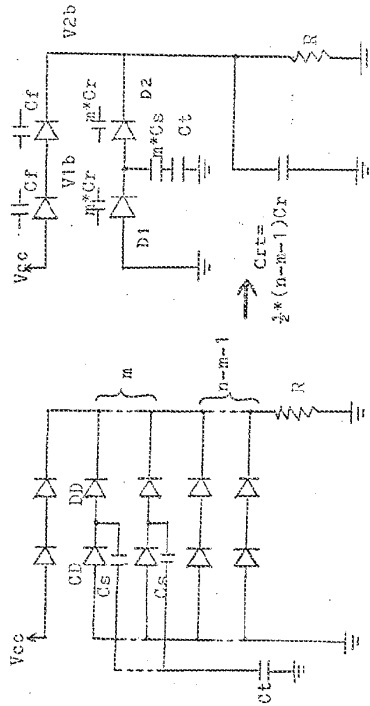 Vcc
CD
DD
Cs
m
Cs
n-m-1
R
Ct
Vcc
Cf
V1b
Cf
V2b
m*Cr
m*Cr
D1
D2
m*Cs
Ct
Crt=
½*(n-m-1)Cr
R